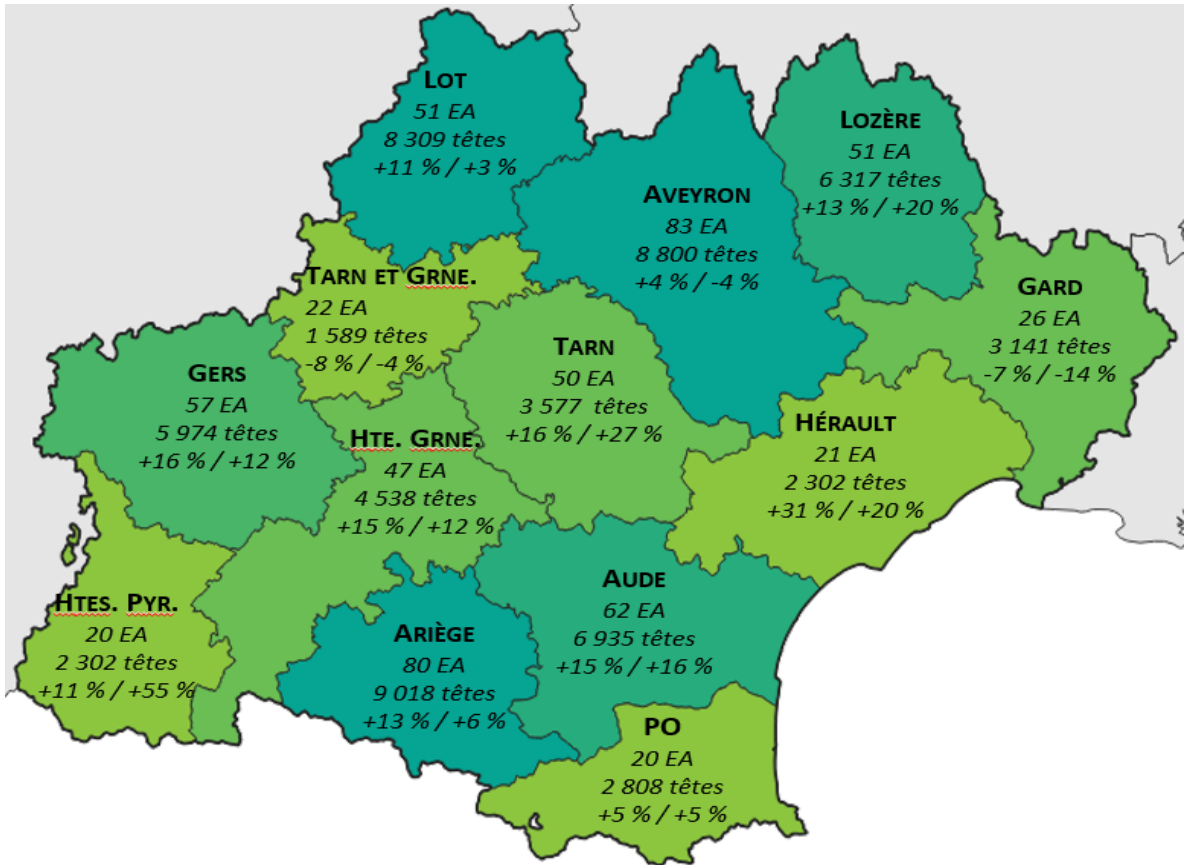 LOT
51 EA
8 309 têtes
+11 % / +3 %
LOZÈRE
51 EA
6 317 têtes
+13 % / +20 %
AVEYRON
83 EA
8 800 têtes
+4 % / -4 %
TARN ET GRNE.
22 EA
1 589 têtes
-8 % / -4 %
GARD
26 EA
3 141 têtes
-7 % / -14 %
TARN
50 EA
3 577 têtes
+16 % / +27 %
GERS
57 EA
5 974 têtes
+16 % / +12 %
HTE. GRNE.
47 EA
4 538 têtes
+15 % / +12 %
HÉRAULT
21 EA
2 302 têtes
+31 % / +20 %
HTES. PYR.
20 EA
2 302 têtes
+11 % / +55 %
ARIÈGE
80 EA
9 018 têtes
+13 % / +6 %
AUDE
62 EA
6 935 têtes
+15 % / +16 %
PO
20 EA
2 808 têtes
+5 % / +5 %